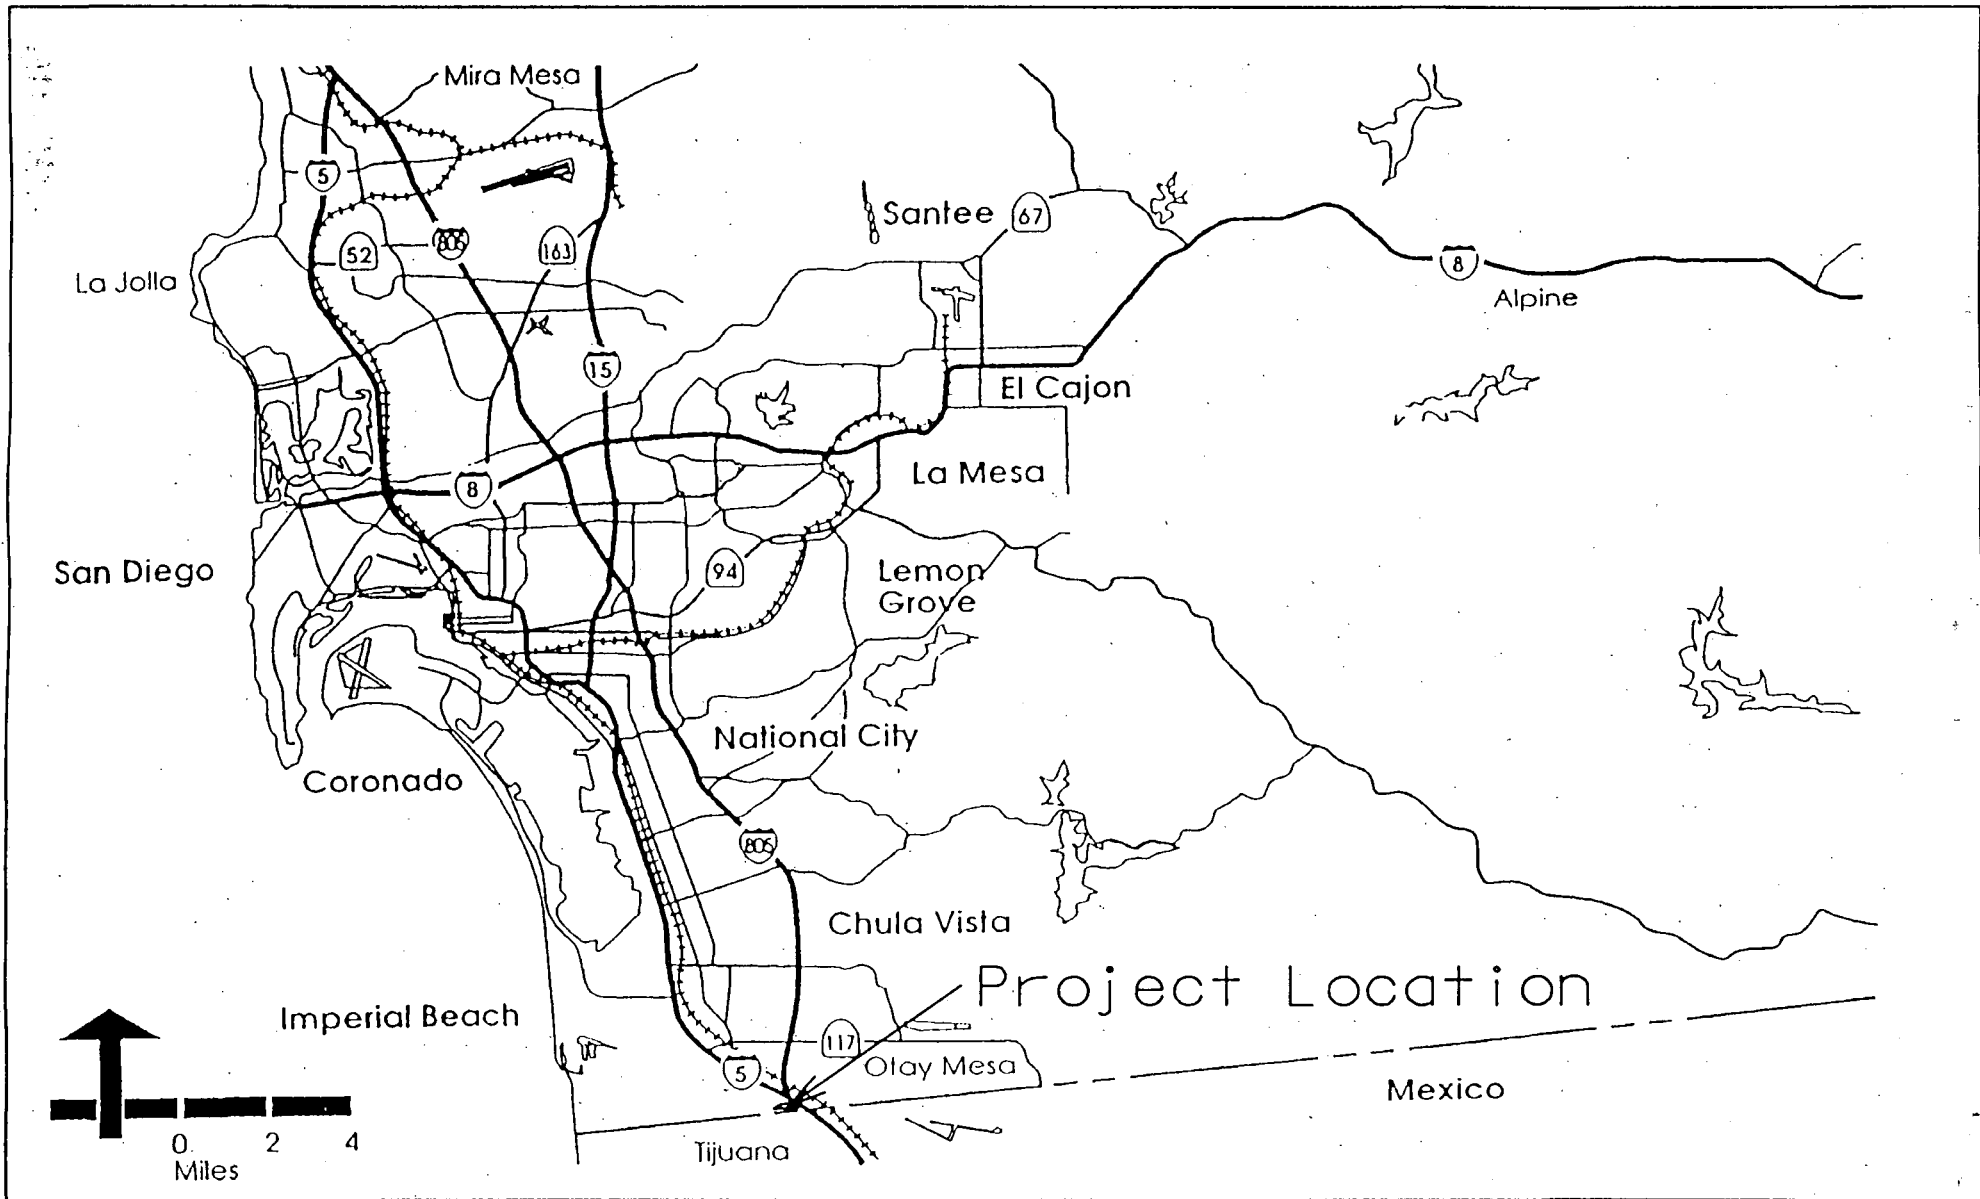 Mira Mesa
5
Santee
67
52
805
163
8
La Jolla
Alpine
15
El Cajon
8
La Mesa
San Diego
94
Lemon
Grove
National City
Coronado
805
Chula Vista
Project Location
Imperial Beach
117
5
Otay Mesa
Mexico
0 2 4
Miles
Tijuana